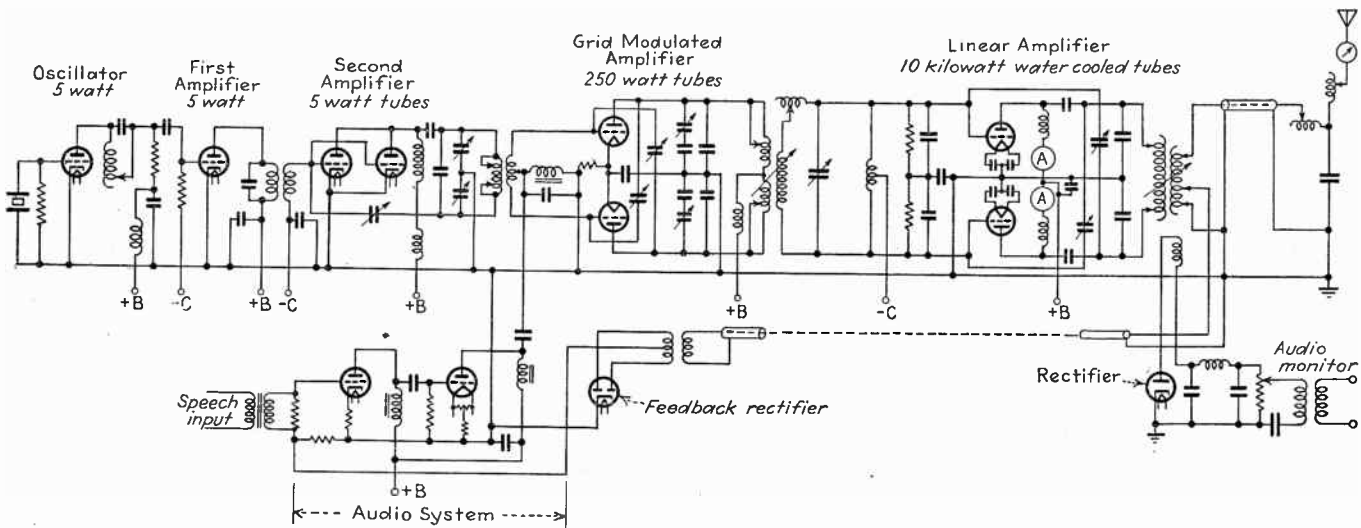 Oscillator
5 watt
First
Amplifier
5 watt
Second
Amplifier
5 watt tubes
Grid Modulated
Amplifier
250 watt tubes
Linear Amplifier
10 kilowatt water cooled tubes
A
A
+B
-C
+B
-C
+B
+B
-C
+B
Speech
input
+B
Feedback rectifier
Rectifier
Audio
monitor
Audio System